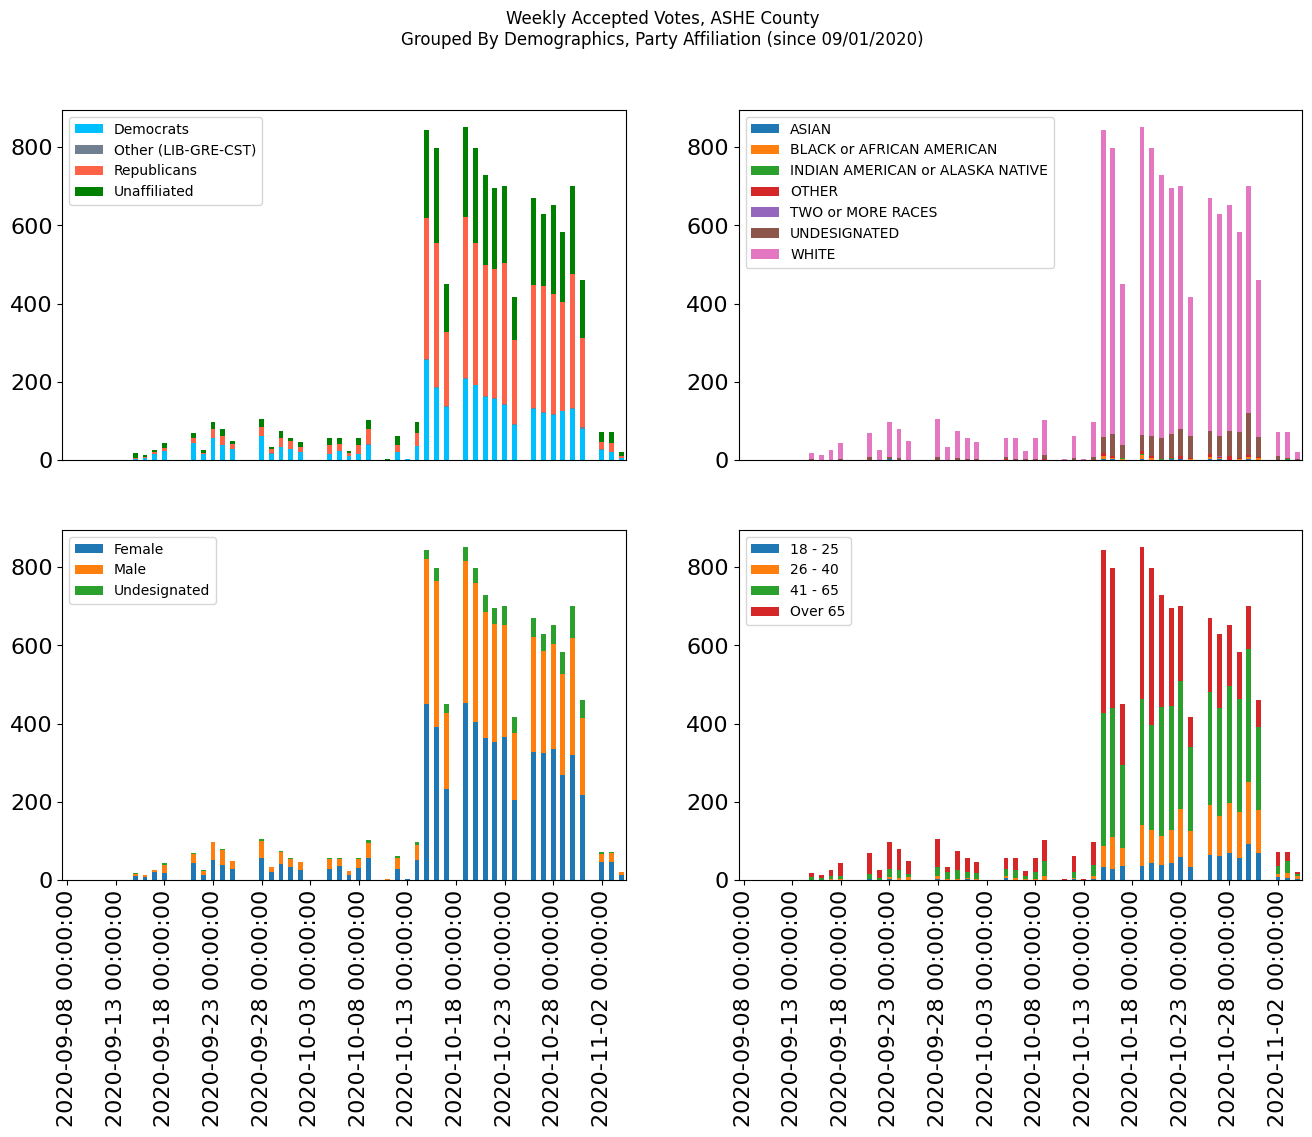 Weekly Accepted Votes, ASHE County
Grouped By Demographics, Party Affiliation (since 09/01/2020)
Democrats
Other (LIB-GRE-CST)
Republicans
Unaffiliated
800
600
400
200
0
ASIAN
BLACK or AFRICAN AMERICAN
INDIAN AMERICAN or ALASKA NATIVE
OTHER
TWO or MORE RACES
UNDESIGNATED
WHITE
800
600
400
200
0
Female
Male
Undesignated
800
600
400
200
0
2020-09-08 00:00:00
2020-09-13 00:00:00
2020-09-18 00:00:00
2020-09-23 00:00:00
2020-09-28 00:00:00
2020-10-03 00:00:00
2020-10-08 00:00:00
2020-10-13 00:00:00
2020-10-18 00:00:00
2020-10-23 00:00:00
2020-10-28 00:00:00
2020-11-02 00:00:00
18 - 25
26 - 40
41 - 65
Over 65
800
600
400
200
0
2020-09-08 00:00:00
2020-09-13 00:00:00
2020-09-18 00:00:00
2020-09-23 00:00:00
2020-09-28 00:00:00
2020-10-03 00:00:00
2020-10-08 00:00:00
2020-10-13 00:00:00
2020-10-18 00:00:00
2020-10-23 00:00:00
2020-10-28 00:00:00
2020-11-02 00:00:00